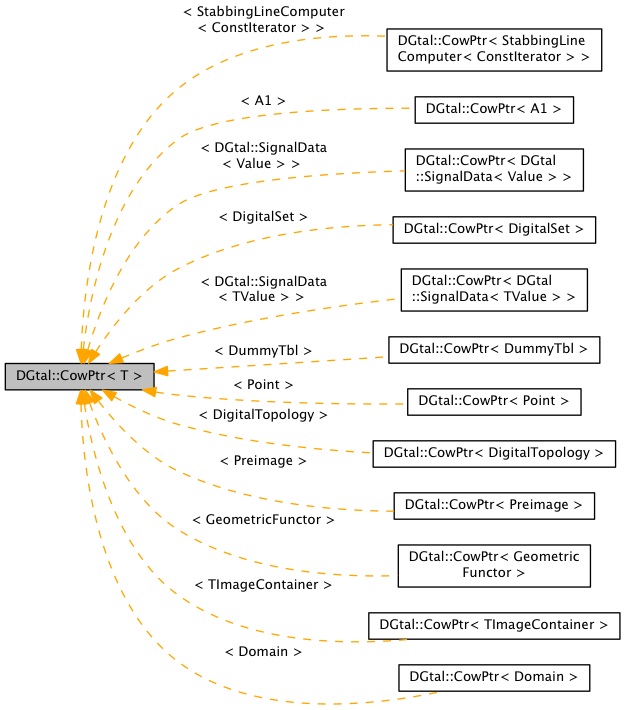 < StabbingLineComputer
< ConstIterator > >
DGtal::CowPtr< StabbingLine
Computer< ConstIterator > >
< A1 >
DGtal::CowPtr< A1 >
< DGtal::SignalData
< Value > >
DGtal::CowPtr< DGtal
::SignalData< Value > >
< DigitalSet >
DGtal::CowPtr< DigitalSet >
< DGtal::SignalData
< TValue > >
DGtal::CowPtr< DGtal
::SignalData< TValue > >
< DummyTbl >
DGtal::CowPtr< DummyTbl >
DGtal::CowPtr< T >
< Point >
DGtal::CowPtr< Point >
< DigitalTopology >
DGtal::CowPtr< DigitalTopology >
< Preimage >
DGtal::CowPtr< Preimage >
< GeometricFunctor >
DGtal::CowPtr< Geometric
Functor >
< TImageContainer >
DGtal::CowPtr< TImageContainer >
< Domain >
DGtal::CowPtr< Domain >